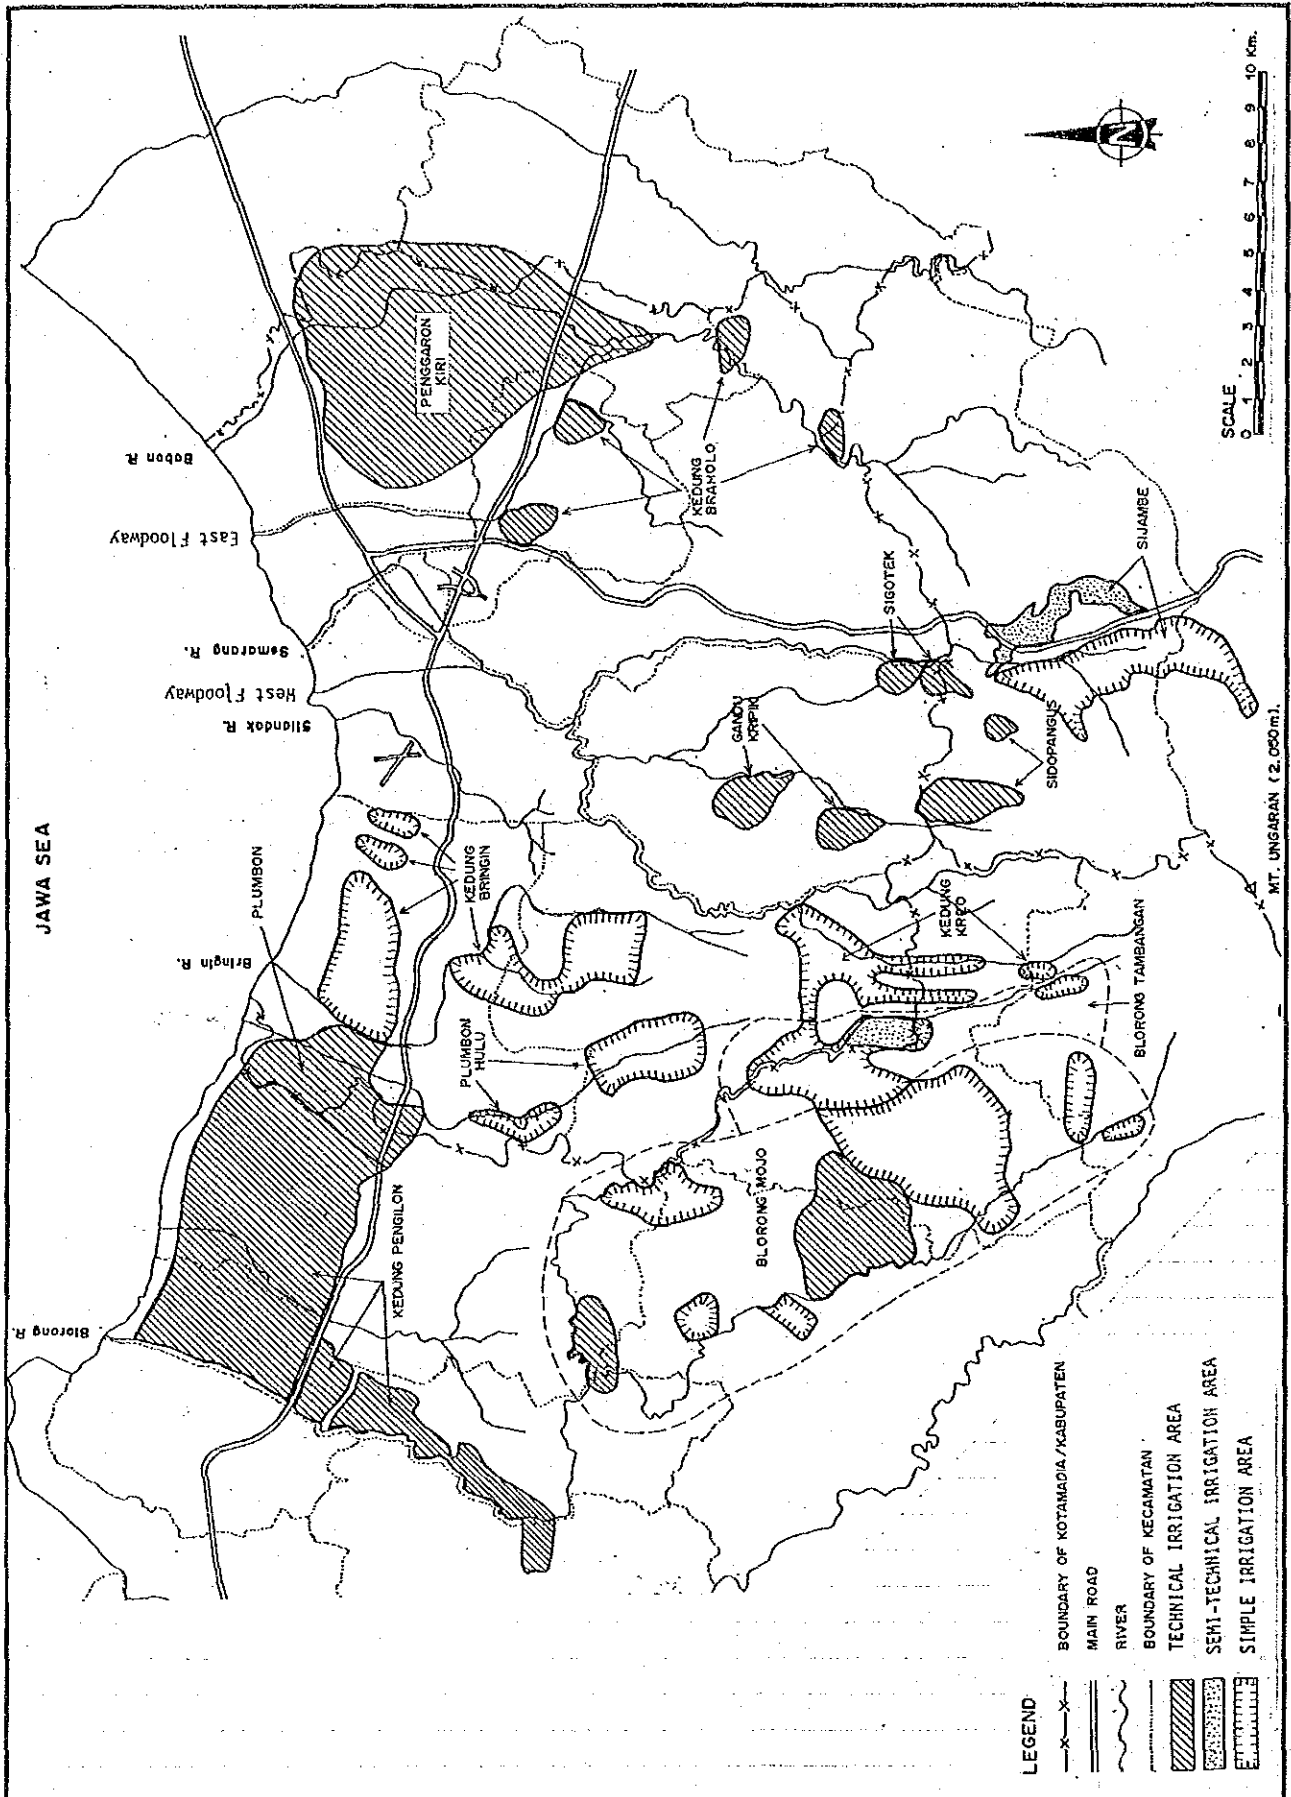 JAWA SEA
Blorong R.
Bringin R.
PLUMBON
Silandak R.
West Floodway
Semarang R.
East Floodway
Babon R.
KEDUNG PENGILON
PLUMBON
HULU
KEDUNG
BRINGIN
PENGGARON
KIRI
KEDUNG
BRAHOLO
BLORONG MOJO
GANDU
KRIPIK
SIGOTEK
KEDUNG
KREO
SIDOPANGUS
SIJAMBE
BLORONG TAMBANGAN
MT. UNGARAN (2.050m).
N
SCALE
0 1 2 3 4 5 6 7 8 9 10 Km.
LEGEND
BOUNDARY OF KOTAMADIA/KABUPATEN
MAIN ROAD
RIVER
BOUNDARY OF KECAMATAN
TECHNICAL IRRIGATION AREA
SEMI-TECHNICAL IRRIGATION AREA
SIMPLE IRRIGATION AREA